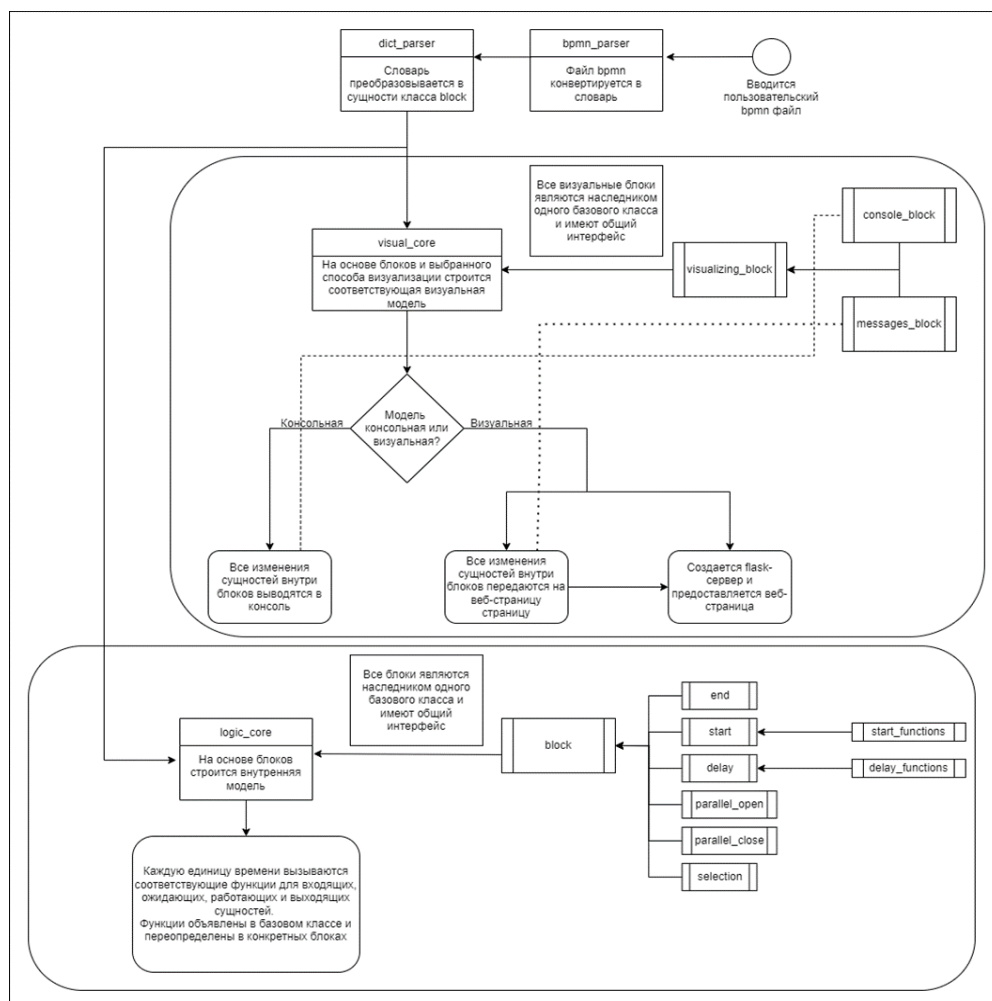 dict_parser
Словарь
преобразовывается в
сущности класса block
bpmn_parser
Файл bpmn
конвертируется в
словарь
Вводится
пользовательский
bpmn файл
Все визуальные блоки
являются наследником
одного базового класса
и имеют общий
интерфейс
console_block
visual_core
На основе блоков и выбранного
способа визуализации строится
соответствующая визуальная
модель
visualizing_block
messages_block
Консольная
Модель
консольная или
визуальная?
Визуальная
Все изменения
сущностей внутри
блоков выводятся в
консоль
Все изменения
сущностей внутри
блоков передаются на
веб-страницу
страницу
Создается flask-
сервер и
предоставляется веб-
страница
Все блоки являются
наследником одного
базового класса и
имеют общий
интерфейс
logic_core
На основе блоков
строится внутренняя
модель
block
end
start
start_functions
delay
delay_functions
parallel_open
parallel_close
selection
Каждую единицу времени вызываются
соответствующие функции для входящих,
ожидающих, работающих и выходящих
сущностей.
Функции объявлены в базовом классе и
переопределены в конкретных блоках